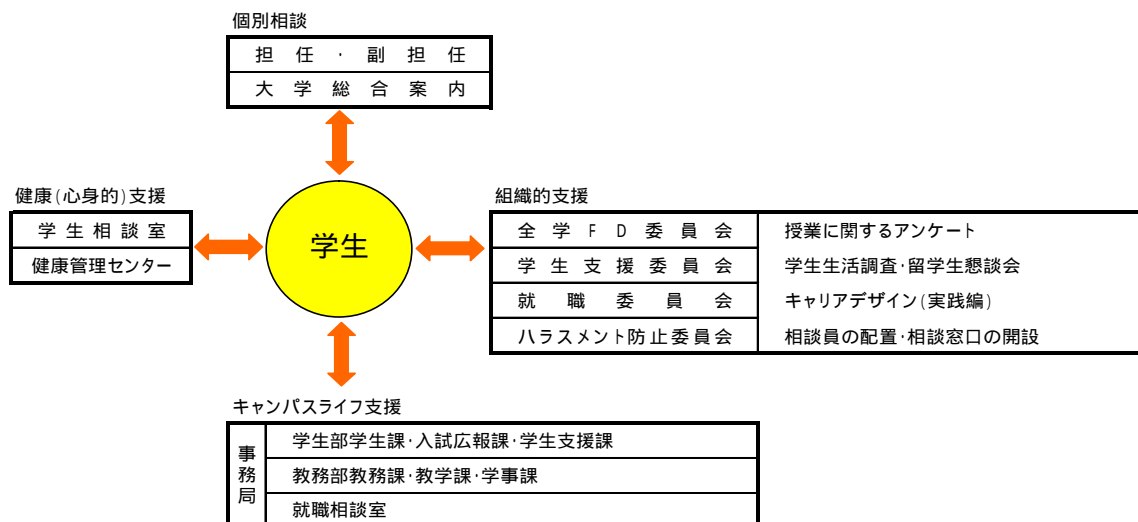 個別相談
担任・副担任
大学総合案内
健康(心身的)支援
学生相談室
健康管理センター
学生
組織的支援
全学FD委員会 授業に関するアンケート
学生支援委員会 学生生活調査・留学生懇談会
就職委員会 キャリアデザイン(実践編)
ハラスメント防止委員会 相談員の配置・相談窓口の開設
キャンパスライフ支援
事務局
学生部学生課・入試広報課・学生支援課
教務部教務課・教学課・学事課
就職相談室